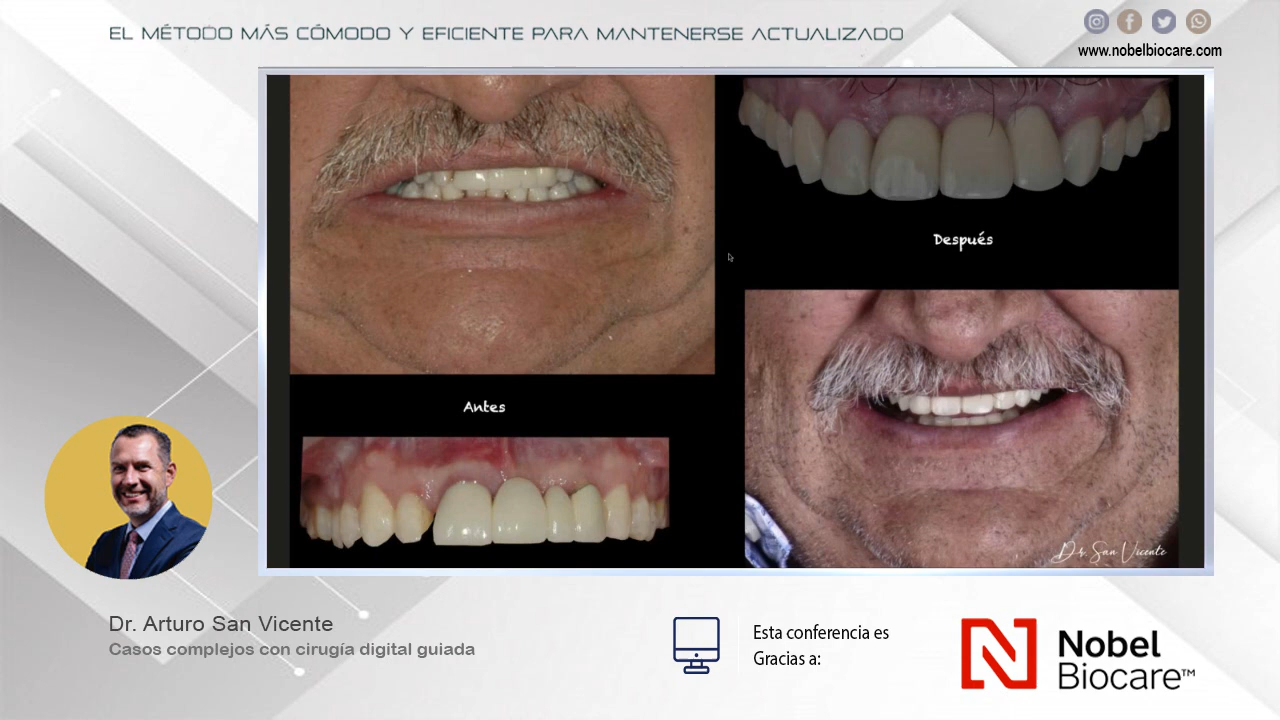 EL MÉTODO MÁS CÓMODO Y EFICIENTE PARA MANTENERSE ACTUALIZADO
www.nobelbiocare.com
Después
Antes
Dr. San Vicente
Dr. Arturo San Vicente
Casos complejos con cirugía digital guiada
Esta conferencia es
Gracias a:
Nobel
Biocare™